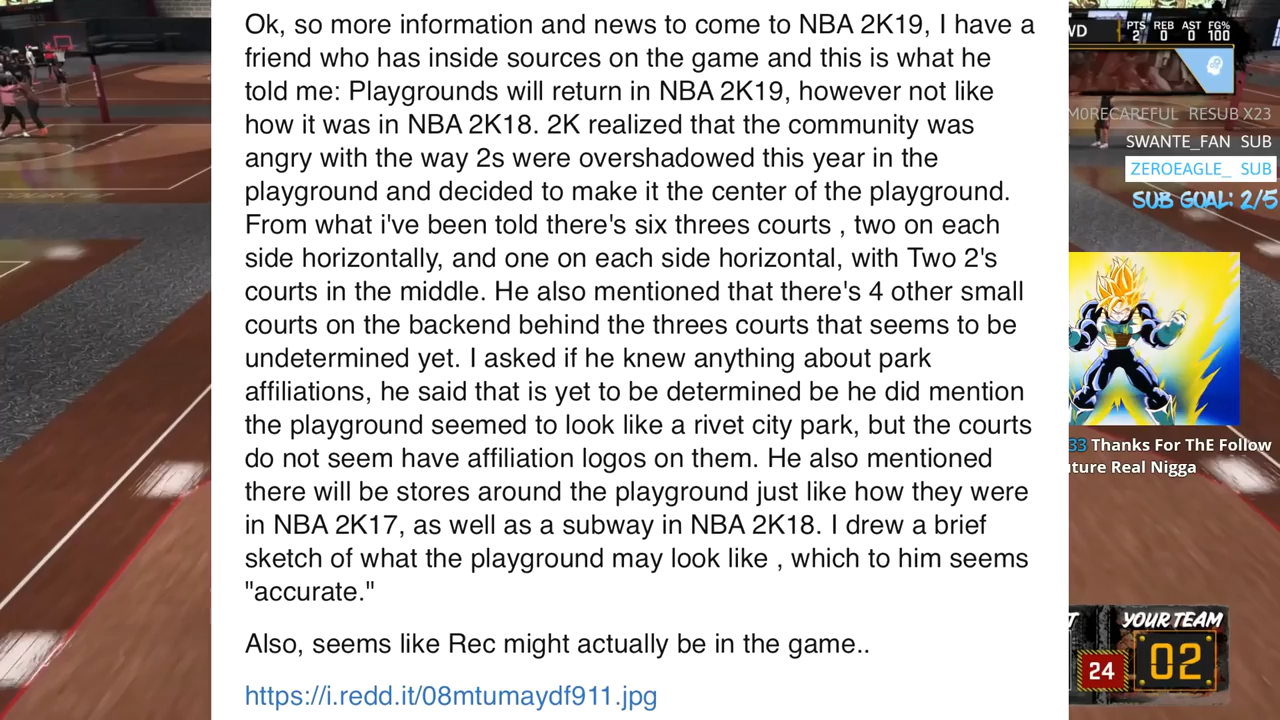 Ok, so more information and news to come to NBA 2K19, I have a
friend who has inside sources on the game and this is what he
told me: Playgrounds will return in NBA 2K19, however not like
how it was in NBA 2K18. 2K realized that the community was
angry with the way 2s were overshadowed this year in the
playground and decided to make it the center of the playground.
From what i've been told there's six threes courts , two on each
side horizontally, and one on each side horizontal, with Two 2's
courts in the middle. He also mentioned that there's 4 other small
courts on the backend behind the threes courts that seems to be
undetermined yet. I asked if he knew anything about park
affiliations, he said that is yet to be determined be he did mention
the playground seemed to look like a rivet city park, but the courts
do not seem have affiliation logos on them. He also mentioned
there will be stores around the playground just like how they were
in NBA 2K17, as well as a subway in NBA 2K18. I drew a brief
sketch of what the playground may look like , which to him seems
"accurate."
Also, seems like Rec might actually be in the game..
https://i.redd.it/08mtumaydf911.jpg
WD
PTS REB AST FG%
2 0 0 100
M0RECAREFUL RESUB X23
SWANTE_FAN SUB
ZEROEAGLE_ SUB
SUB GOAL: 2/5
33 Thanks For ThE Follow
uture Real Nigga
YOUR TEAM
24
02